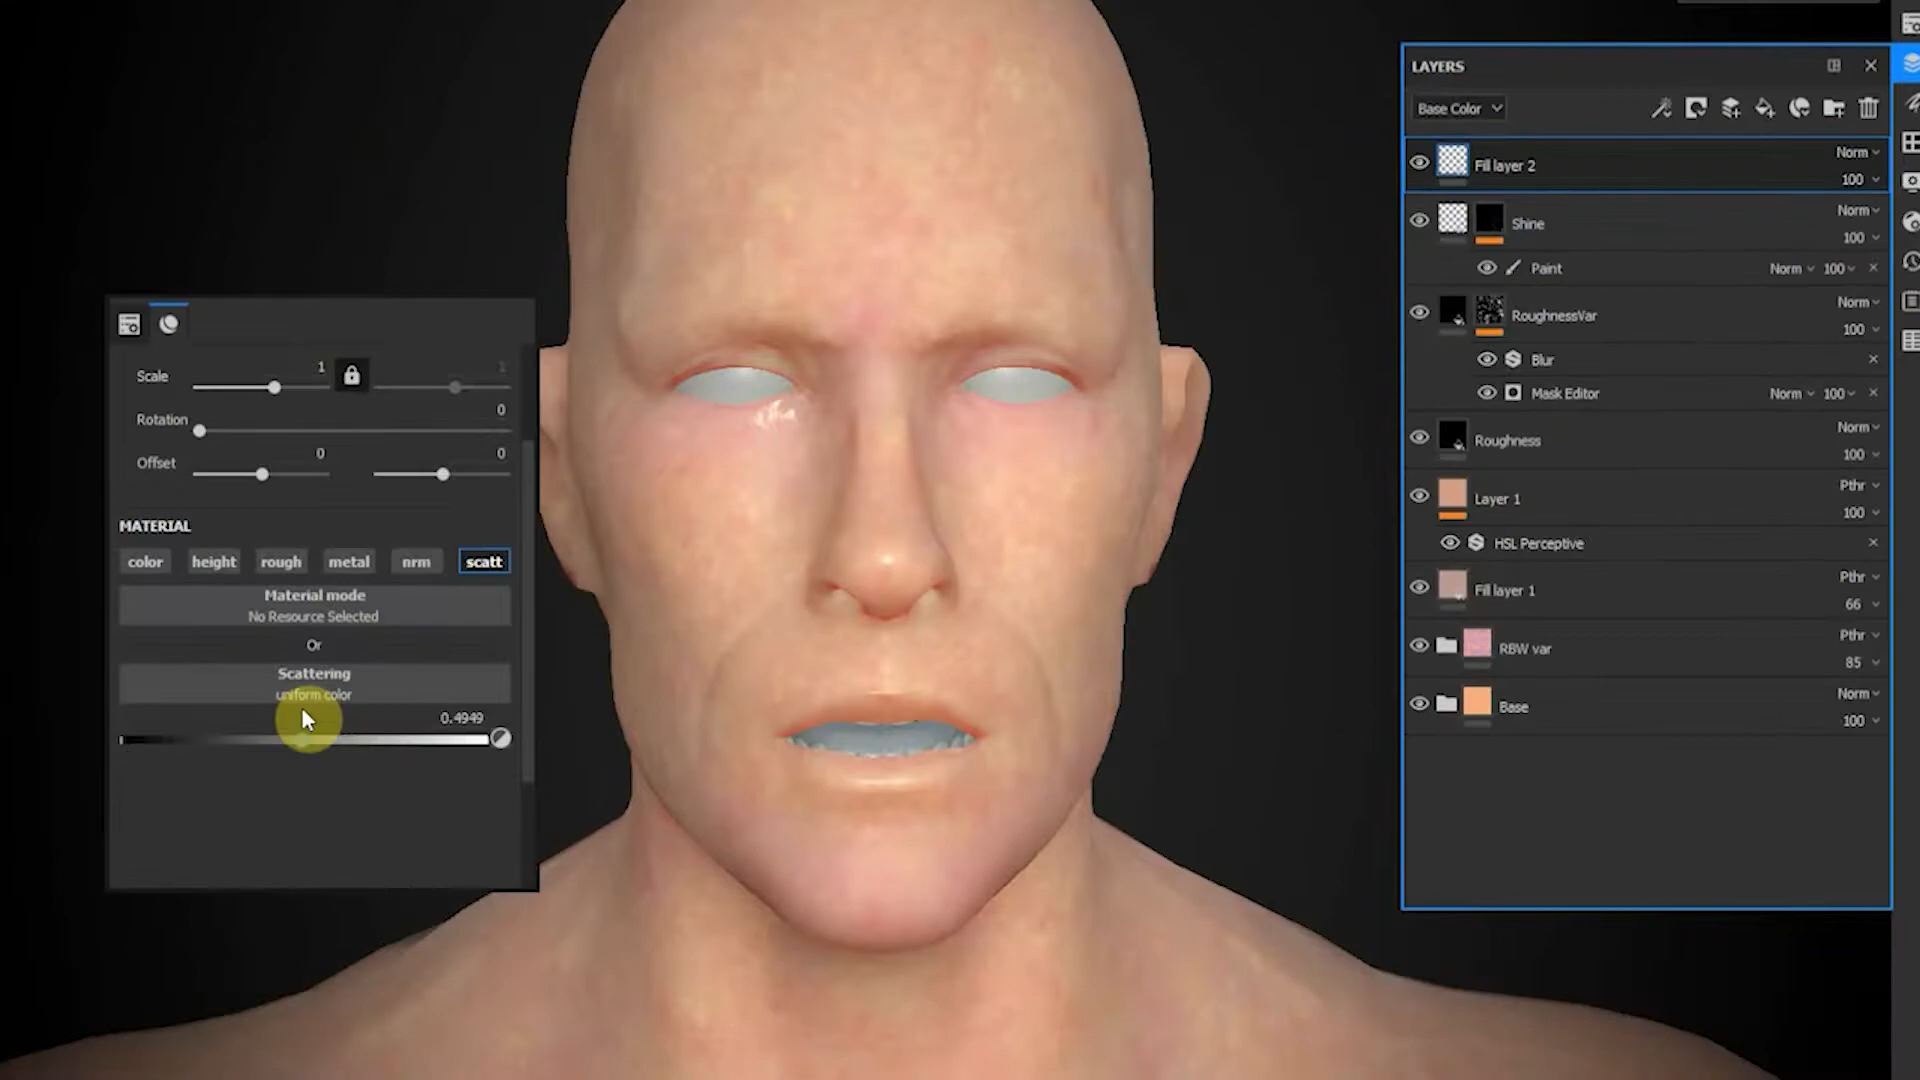 Scale 1 1
Rotation 0
Offset 0 0
MATERIAL
color height rough metal nrm scatt
Material mode
No Resource Selected
Or
Scattering
uniform color
0.4949
LAYERS
Base Color
Fill layer 2 Norm
100
Shine Norm
100
Paint Norm 100
RoughnessVar Norm
100
Blur
Mask Editor Norm 100
Roughness Norm
100
Layer 1 Pthr
100
HSL Perceptive
Fill layer 1 Pthr
66
RBW var Pthr
85
Base Norm
100